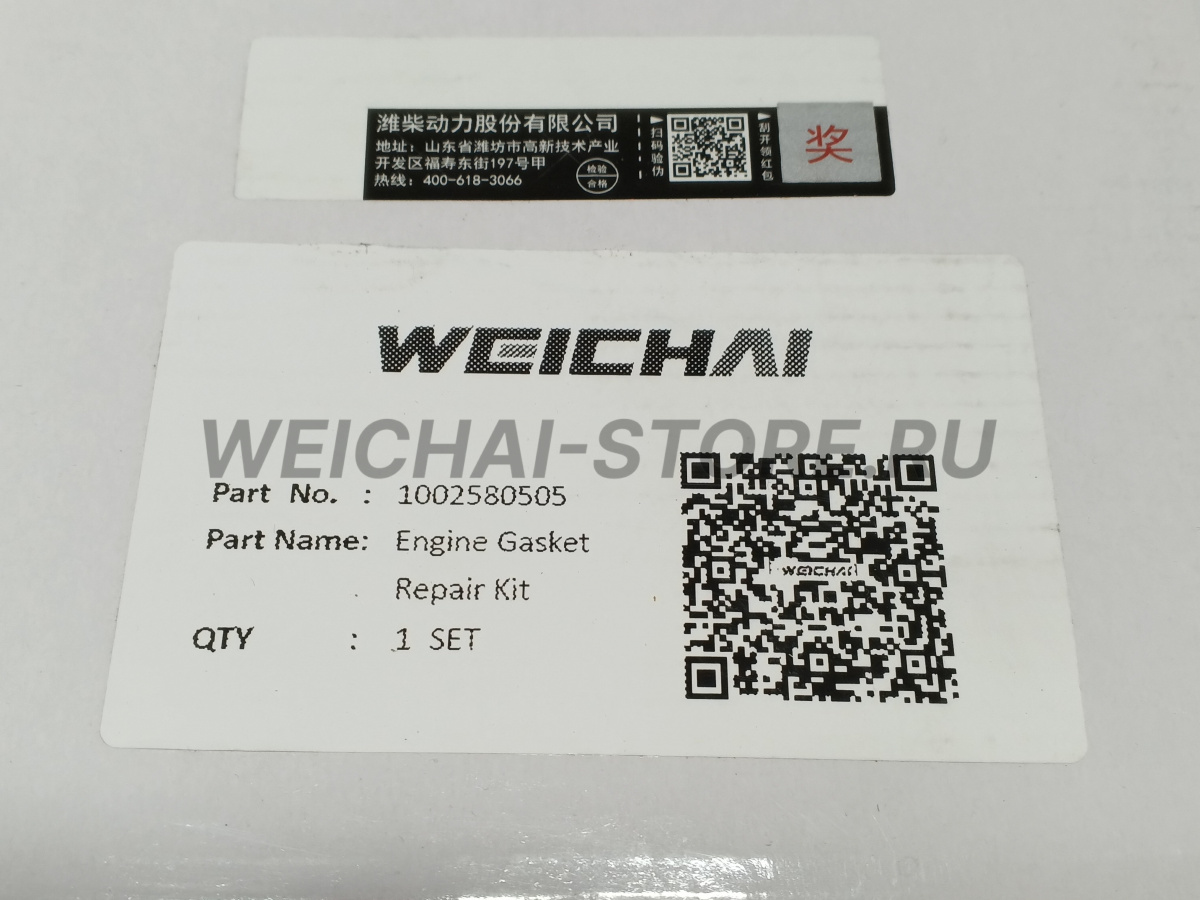 潍柴动力股份有限公司
地址：山东省潍坊市高新技术产业
开发区福寿东街197号甲
热线：400-618-3066
检验
合格
扫码验伪
刮开领红包
奖
WEICHAI
WEICHAI-STORE.RU
Part No. : 1002580505
Part Name: Engine Gasket
Repair Kit
QTY : 1 SET
WEICHAI